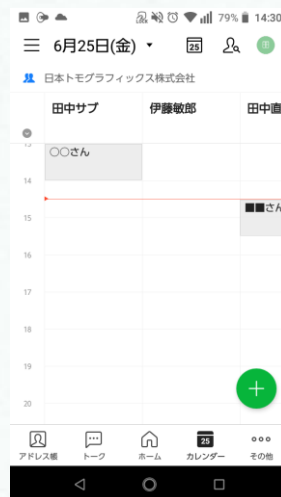 79% 14:30
6月25日(金) 25 田
日本トモグラフィックス株式会社
田中サブ 伊藤敏郎 田中直
13 ○○さん
14
■■さん
15
16
17
18
19
20
25
アドレス帳 トーク ホーム カレンダー その他